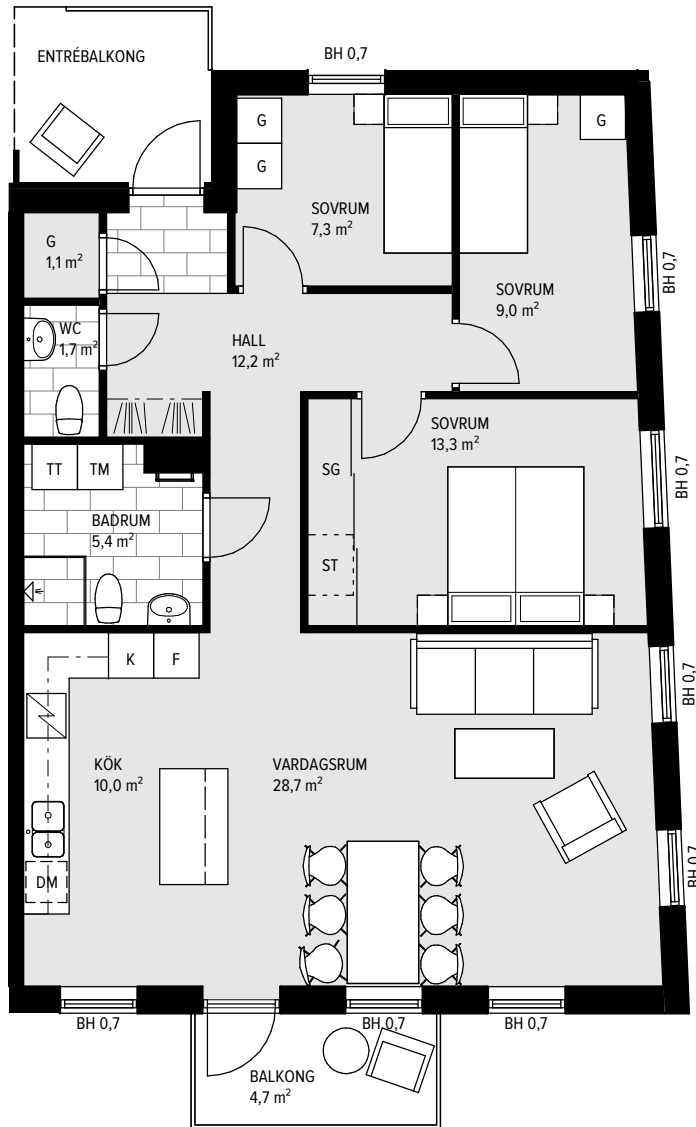 ENTRÉBALKONG
BH 0,7
G
G
G
SOVRUM
7,3 m²
SOVRUM
9,0 m²
BH 0,7
G
1,1 m²
WC
1,7 m²
HALL
12,2 m²
SOVRUM
13,3 m²
BH 0,7
SG
ST
TT
TM
BADRUM
5,4 m²
K
F
BH 0,7
KÖK
10,0 m²
VARDAGSRUM
28,7 m²
BH 0,7
DM
BH 0,7
BH 0,7
BH 0,7
BALKONG
4,7 m²